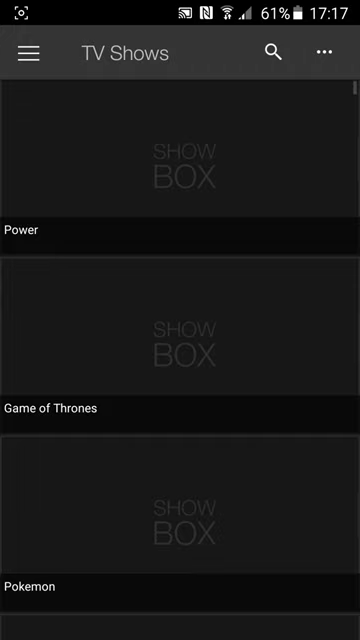 61% 17:17
TV Shows
SHOW
BOX
Power
SHOW
BOX
Game of Thrones
SHOW
BOX
Pokemon